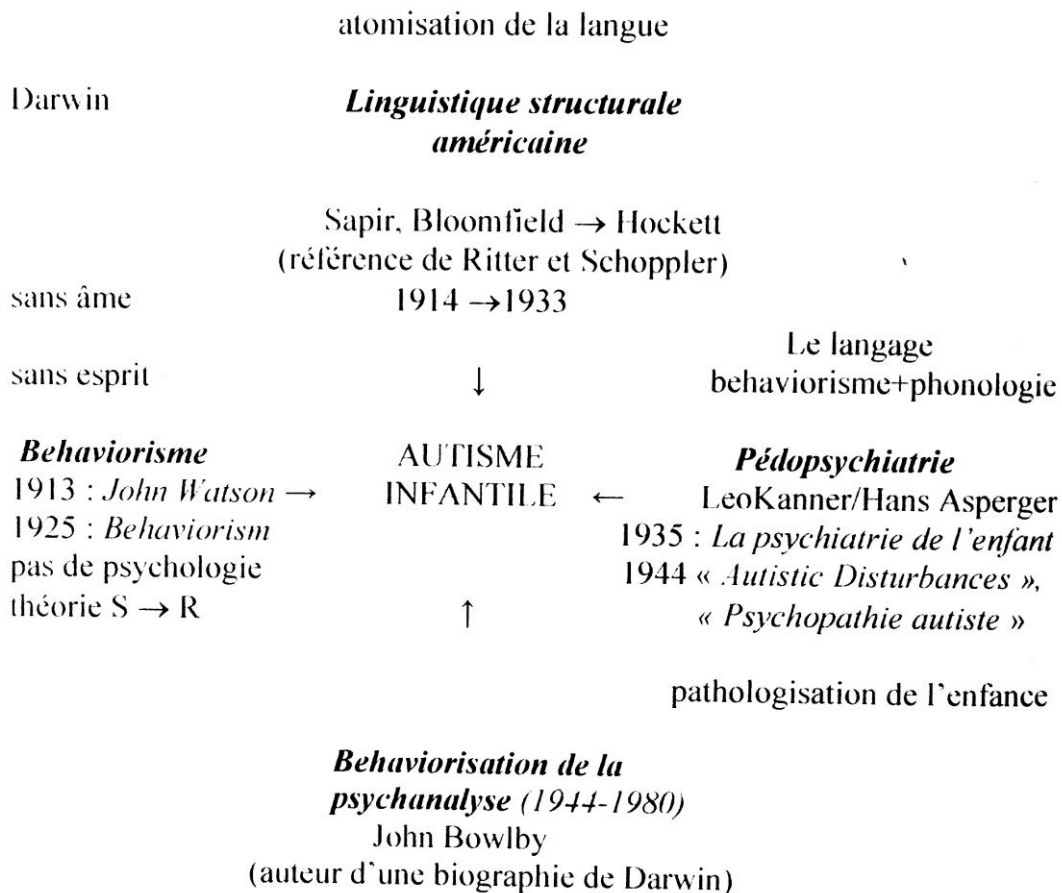 atomisation de la langue
Darwin
Linguistique structurale
américaine
Sapir, Bloomfield → Hockett
(référence de Ritter et Schoppler)
sans âme 1914 →1933
Le langage
sans esprit ↓ behaviorisme+phonologie
Behaviorisme
1913 : John Watson →
1925 : Behaviorism
pas de psychologie
théorie S → R
AUTISME
INFANTILE
←
↑
Pédopsychiatrie
LeoKanner/Hans Asperger
1935 : La psychiatrie de l'enfant
1944 « Autistic Disturbances »,
« Psychopathie autiste »
pathologisation de l'enfance
Behaviorisation de la
psychanalyse (1944-1980)
John Bowlby
(auteur d'une biographie de Darwin)